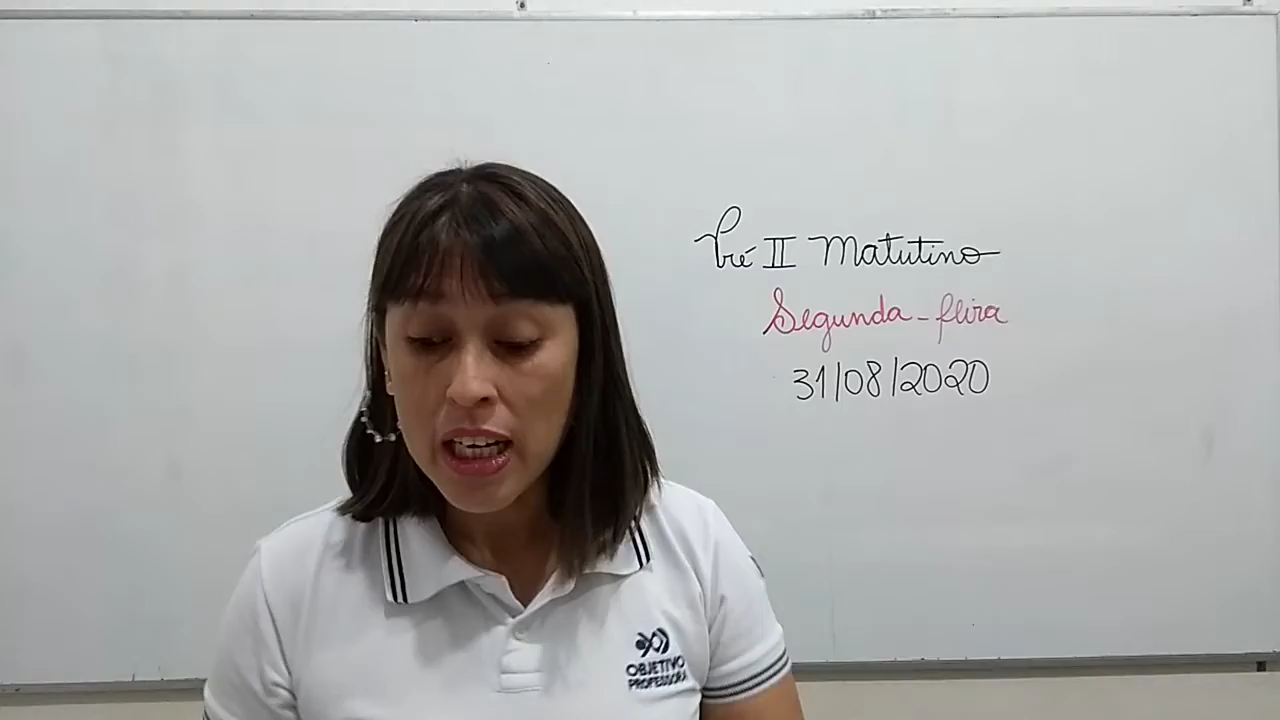 Pré II Matutino
Segunda-feira
31/08/2020
OBJETIVO
PROFESSORA